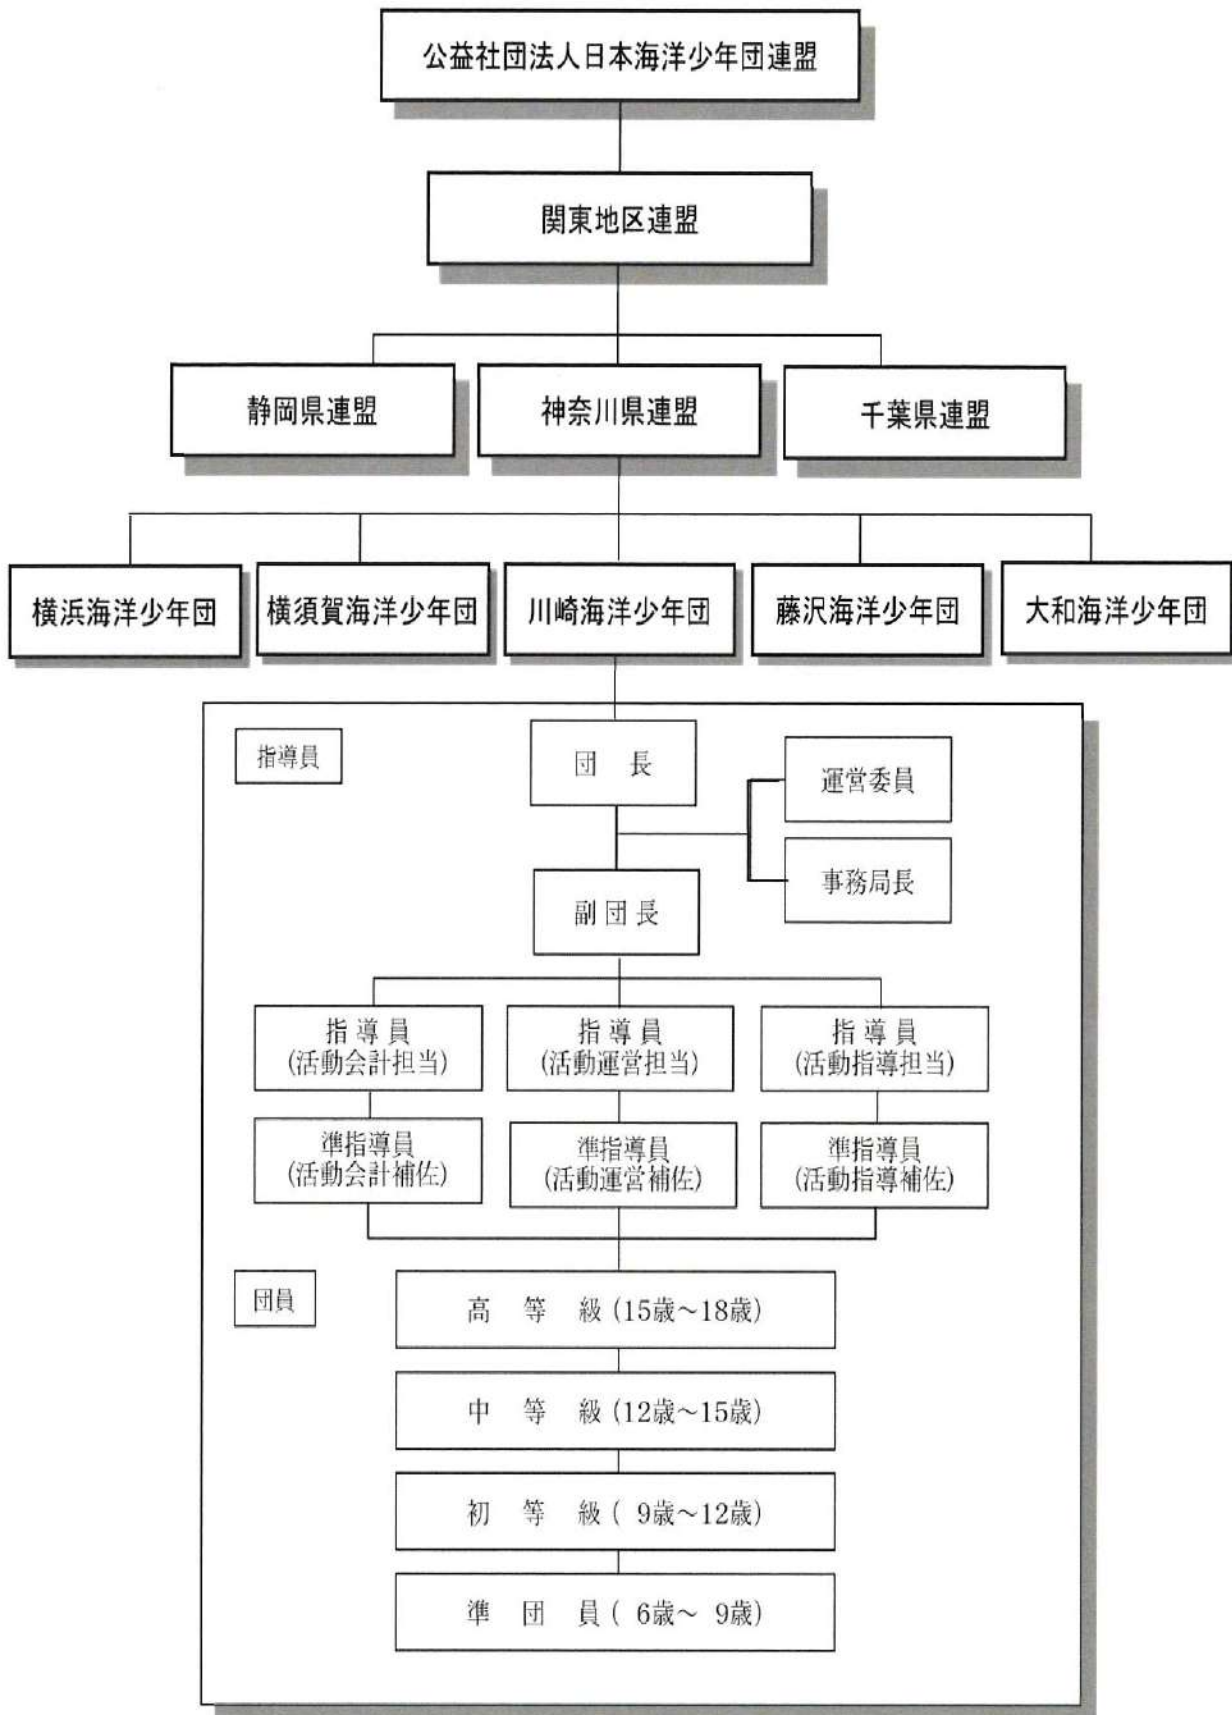 公益社団法人日本海洋少年団連盟
関東地区連盟
静岡県連盟
神奈川県連盟
千葉県連盟
横浜海洋少年団
横須賀海洋少年団
川崎海洋少年団
藤沢海洋少年団
大和海洋少年団
指導員
団 長
運営委員
事務局長
副 団 長
指 導 員
(活動会計担当)
指 導 員
(活動運営担当)
指 導 員
(活動指導担当)
準指導員
(活動会計補佐)
準指導員
(活動運営補佐)
準指導員
(活動指導補佐)
団員
高 等 級 (15歳～18歳)
中 等 級 (12歳～15歳)
初 等 級 ( 9歳～12歳)
準 団 員 ( 6歳～ 9歳)